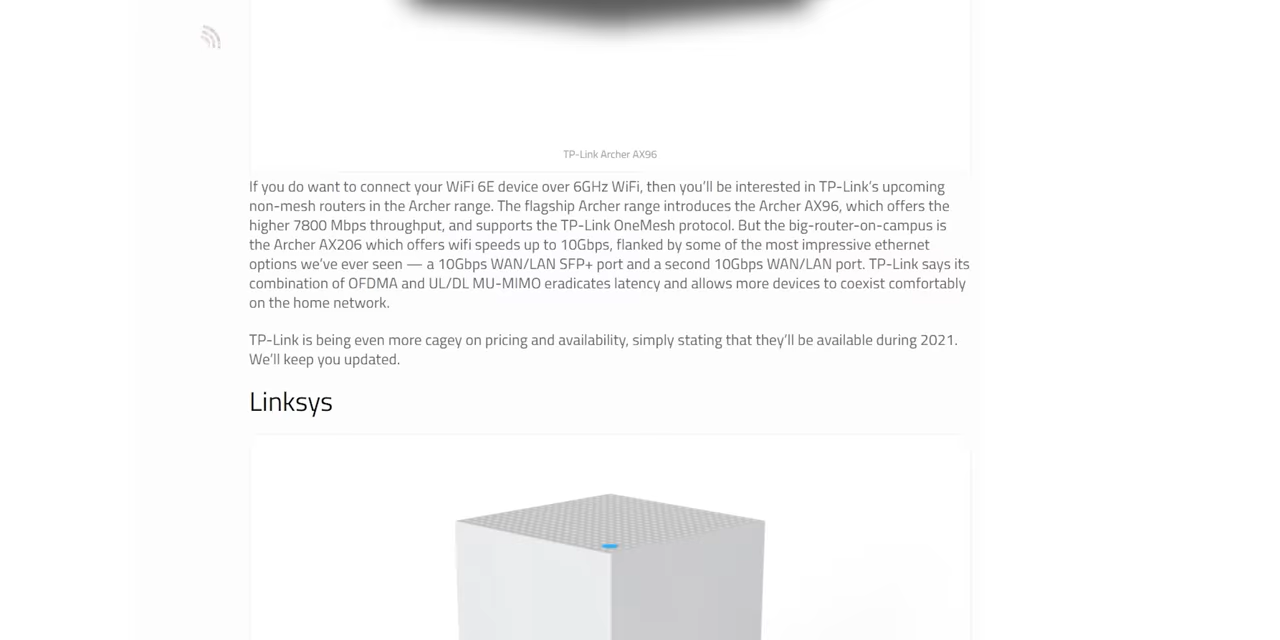 TP-Link Archer AX96
If you do want to connect your WiFi 6E device over 6GHz WiFi, then you'll be interested in TP-Link's upcoming
non-mesh routers in the Archer range. The flagship Archer range introduces the Archer AX96, which offers the
higher 7800 Mbps throughput, and supports the TP-Link OneMesh protocol. But the big-router-on-campus is
the Archer AX206 which offers wifi speeds up to 10Gbps, flanked by some of the most impressive ethernet
options we've ever seen — a 10Gbps WAN/LAN SFP+ port and a second 10Gbps WAN/LAN port. TP-Link says its
combination of OFDMA and UL/DL MU-MIMO eradicates latency and allows more devices to coexist comfortably
on the home network.
TP-Link is being even more cagey on pricing and availability, simply stating that they'll be available during 2021.
We'll keep you updated.
Linksys